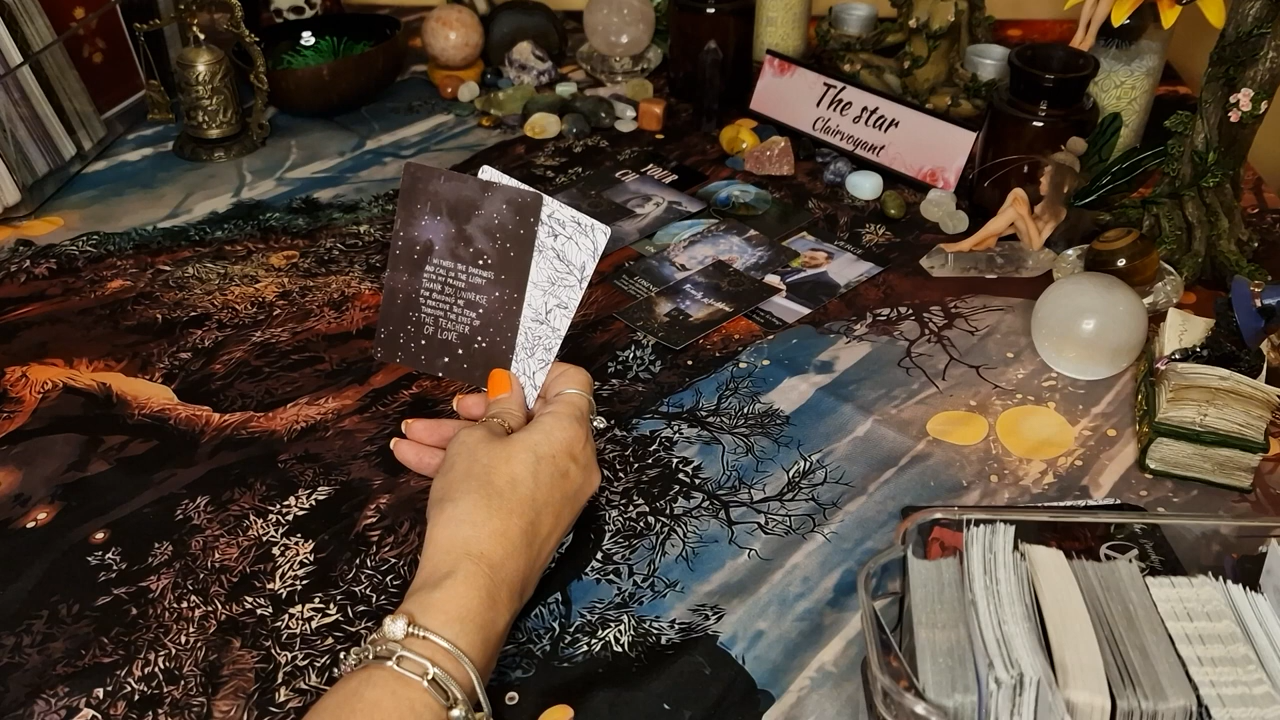 The star
Clairvoyant
YOUR
I WITNESS THE DARKNESS
AND CALL IN THE LIGHT
WITH MY PRAYER.
THANK YOU, UNIVERSE,
FOR GUIDING ME
TO PERCEIVE THIS FEAR
THROUGH THE EYES OF
THE TEACHER
OF LOVE.